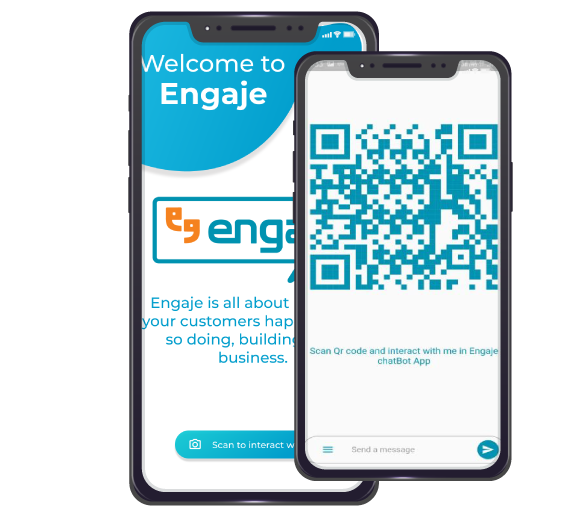 Welcome to
Engaje
enga
Engaje is all about
your customers hap
so doing, building
business.
Scan to interact w
Scan Qr code and interact with me in Engaje
chatBot App
Send a message